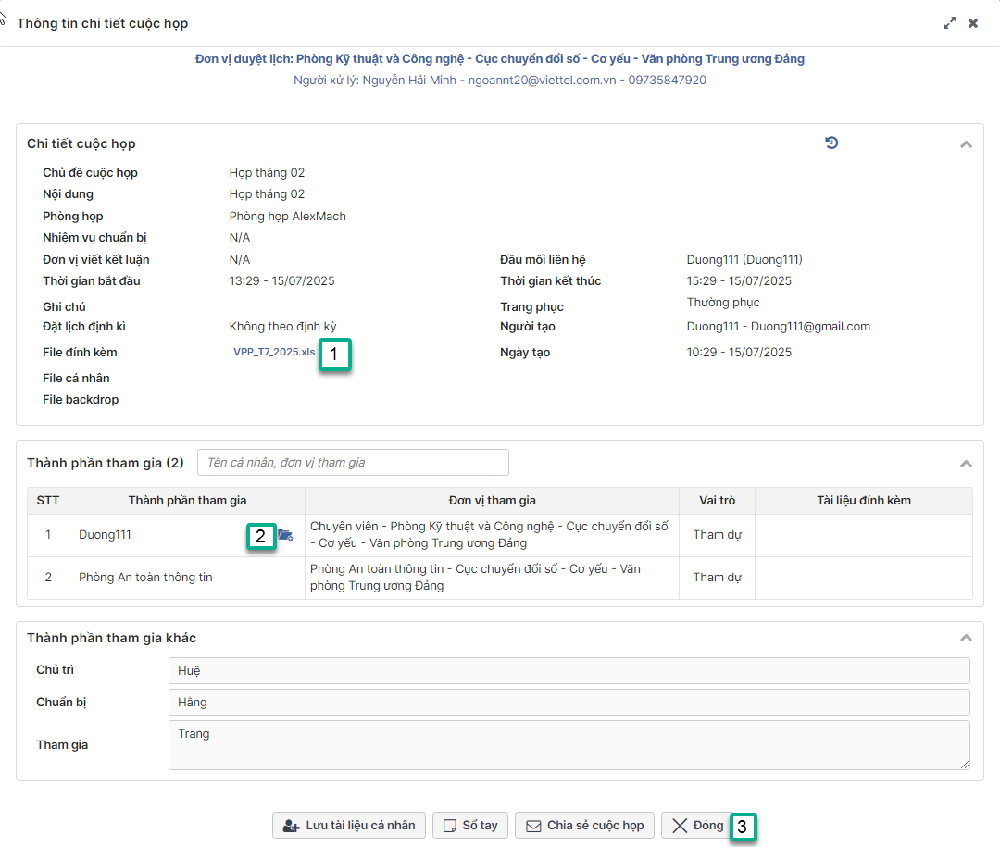 Thông tin chi tiết cuộc họp
Đơn vị duyệt lịch: Phòng Kỹ thuật và Công nghệ - Cục chuyển đổi số - Cơ yếu - Văn phòng Trung ương Đảng
Người xử lý: Nguyễn Hải Minh - ngoannt20@viettel.com.vn - 09735847920
Chi tiết cuộc họp
Chủ đề cuộc họp Họp tháng 02
Nội dung Họp tháng 02
Phòng họp Phòng họp AlexMach
Nhiệm vụ chuẩn bị N/A
Đơn vị viết kết luận N/A Đầu mối liên hệ Duong111 (Duong111)
Thời gian bắt đầu 13:29 - 15/07/2025 Thời gian kết thúc 15:29 - 15/07/2025
Ghi chú Trang phục Thường phục
Đặt lịch định kì Không theo định kỳ Người tạo Duong111 - Duong111@gmail.com
File đính kèm VPP_T7_2025.xls 1 Ngày tạo 10:29 - 15/07/2025
File cá nhân
File backdrop
Thành phần tham gia (2) Tên cá nhân, đơn vị tham gia
STT Thành phần tham gia Đơn vị tham gia Vai trò Tài liệu đính kèm
1 Duong111 2 Chuyên viên - Phòng Kỹ thuật và Công nghệ - Cục chuyển đổi số Tham dự
- Cơ yếu - Văn phòng Trung ương Đảng
2 Phòng An toàn thông tin Phòng An toàn thông tin - Cục chuyển đổi số - Cơ yếu - Văn Tham dự
phòng Trung ương Đảng
Thành phần tham gia khác
Chủ trì Huệ
Chuẩn bị Hằng
Tham gia Trang
Lưu tài liệu cá nhân Sổ tay Chia sẻ cuộc họp Đóng 3